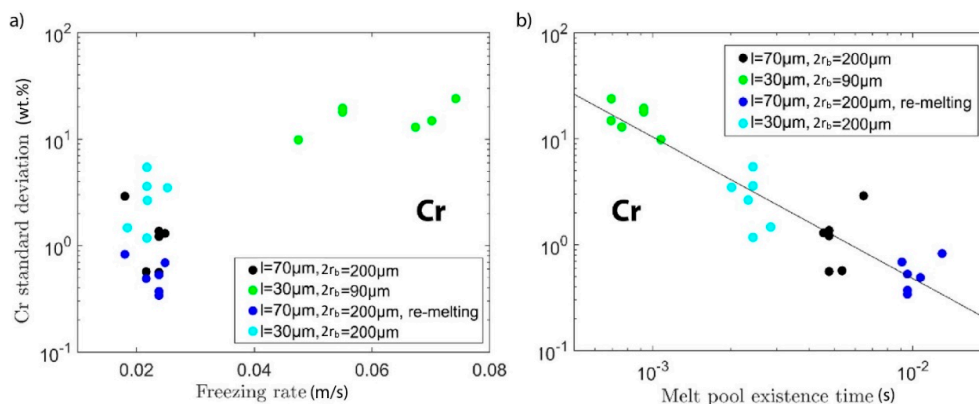 a)
Cr standard deviation (wt.%)
10²
10¹
10⁰
10⁻¹
Cr
l=70μm, 2r_b=200μm
l=30μm, 2r_b=90μm
l=70μm, 2r_b=200μm, re-melting
l=30μm, 2r_b=200μm
0.02 0.04 0.06 0.08
Freezing rate (m/s)
b)
10²
10¹
10⁰
10⁻¹
l=70μm, 2r_b=200μm
l=30μm, 2r_b=90μm
l=70μm, 2r_b=200μm, re-melting
l=30μm, 2r_b=200μm
Cr
10⁻³ 10⁻²
Melt pool existence time (s)